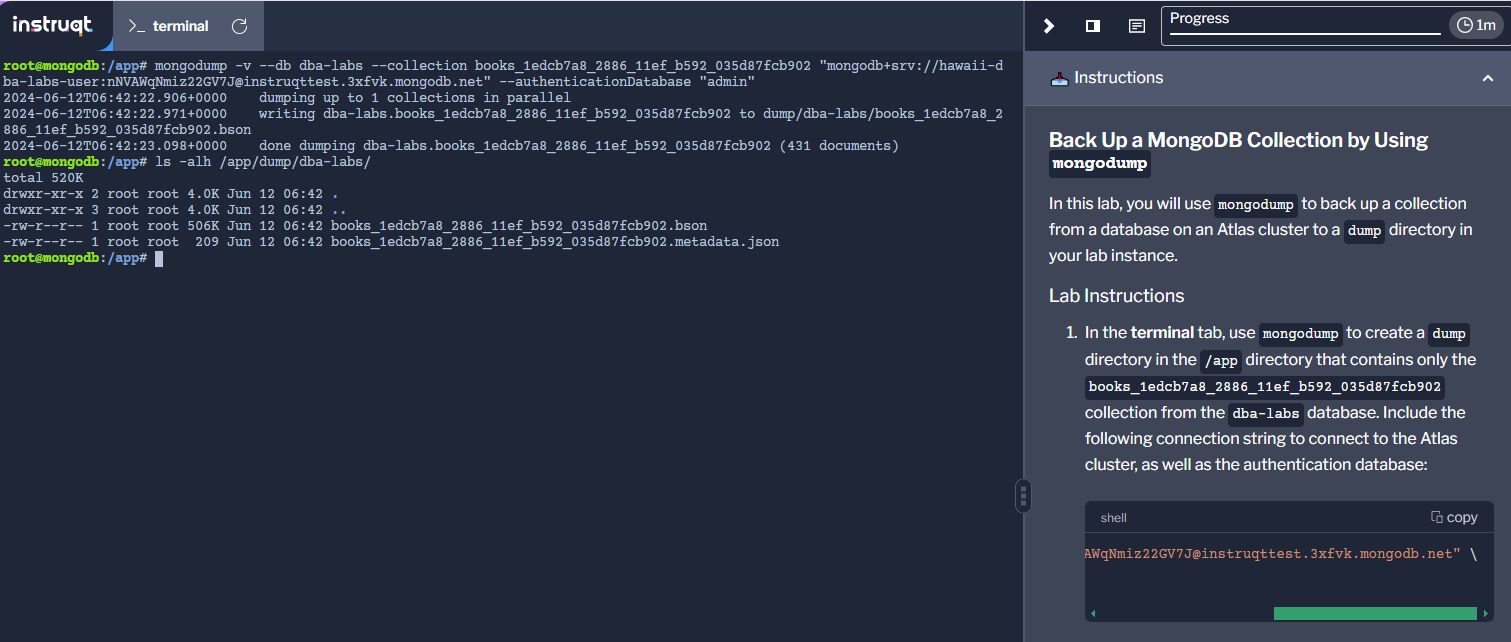 instruqt
>_ terminal
root@mongodb:/app# mongodump -v --db dba-labs --collection books_1edcb7a8_2886_11ef_b592_035d87fcb902 "mongodb+srv://hawaii-d
ba-labs-user:nNVAWqNmiz22GV7J@instruqttest.3xfvk.mongodb.net" --authenticationDatabase "admin"
2024-06-12T06:42:22.906+0000    dumping up to 1 collections in parallel
2024-06-12T06:42:22.971+0000    writing dba-labs.books_1edcb7a8_2886_11ef_b592_035d87fcb902 to dump/dba-labs/books_1edcb7a8_2
886_11ef_b592_035d87fcb902.bson
2024-06-12T06:42:23.098+0000    done dumping dba-labs.books_1edcb7a8_2886_11ef_b592_035d87fcb902 (431 documents)
root@mongodb:/app# ls -alh /app/dump/dba-labs/
total 520K
drwxr-xr-x 2 root root 4.0K Jun 12 06:42 .
drwxr-xr-x 3 root root 4.0K Jun 12 06:42 ..
-rw-r--r-- 1 root root 506K Jun 12 06:42 books_1edcb7a8_2886_11ef_b592_035d87fcb902.bson
-rw-r--r-- 1 root root  209 Jun 12 06:42 books_1edcb7a8_2886_11ef_b592_035d87fcb902.metadata.json
root@mongodb:/app#
Progress
1m
Instructions
Back Up a MongoDB Collection by Using
mongodump
In this lab, you will use mongodump to back up a collection
from a database on an Atlas cluster to a dump directory in
your lab instance.
Lab Instructions
1. In the terminal tab, use mongodump to create a dump
directory in the /app directory that contains only the
books_1edcb7a8_2886_11ef_b592_035d87fcb902
collection from the dba-labs database. Include the
following connection string to connect to the Atlas
cluster, as well as the authentication database:
shell
copy
AWqNmiz22GV7J@instruqttest.3xfvk.mongodb.net" \